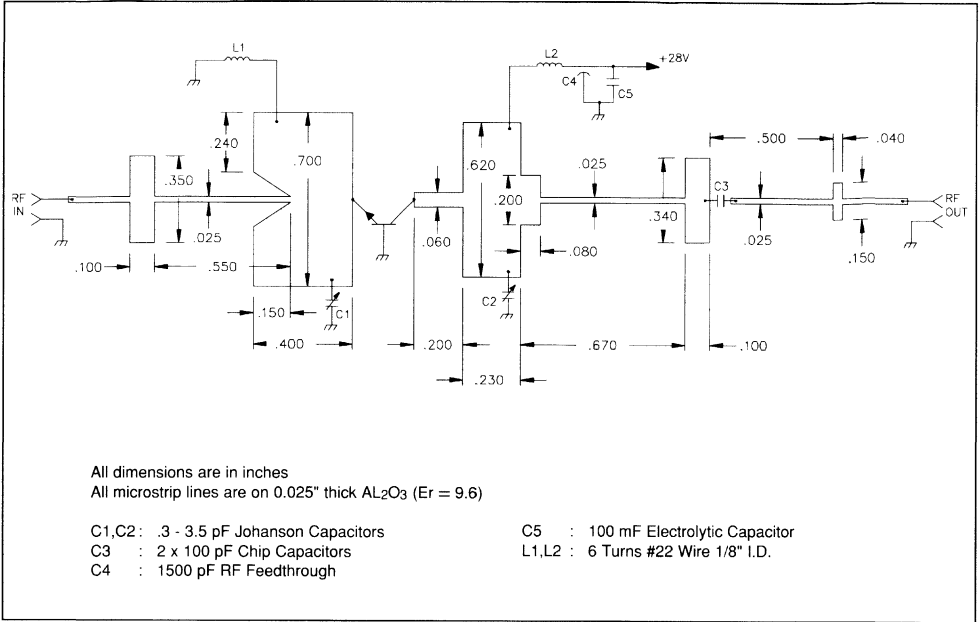 L1
L2
+28V
C4
C5
.240
.700
.350
.025
RF
IN
.100
.550
C1
.150
.400
.060
.200
.620
.200
.080
C2
.230
.025
.340
.670
.100
C3
.500
.040
.025
.150
RF
OUT
All dimensions are in inches
All microstrip lines are on 0.025" thick AL2O3 (Er = 9.6)
C1,C2 : .3 - 3.5 pF Johanson Capacitors
C3 : 2 x 100 pF Chip Capacitors
C4 : 1500 pF RF Feedthrough
C5 : 100 mF Electrolytic Capacitor
L1,L2 : 6 Turns #22 Wire 1/8" I.D.